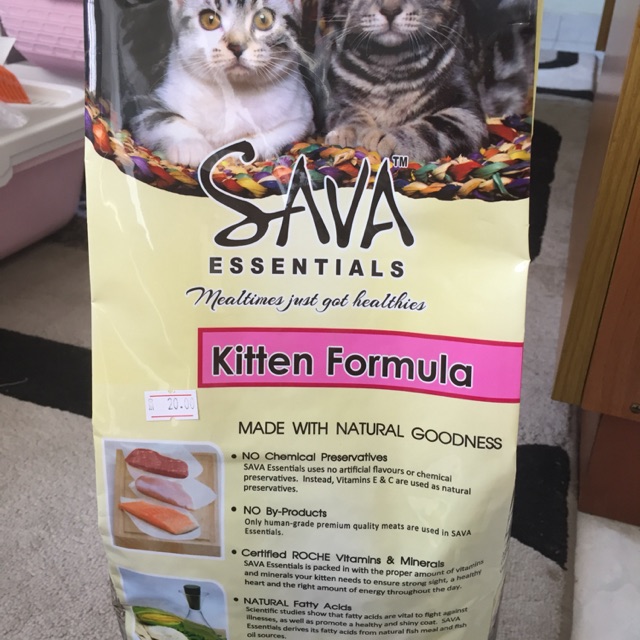 SAVA™
ESSENTIALS
Mealtimes just got healthies
Kitten Formula
20.00
MADE WITH NATURAL GOODNESS
• NO Chemical Preservatives
SAVA Essentials uses no artificial flavours or chemical
preservatives. Instead, Vitamins E & C are used as natural
preservatives.
• NO By-Products
Only human-grade premium quality meats are used in SAVA
Essentials.
• Certified ROCHE Vitamins & Minerals
SAVA Essentials is packed in with the proper amount of vitamins
and minerals your kitten needs to ensure strong sight, a healthy
heart and the right amount of energy throughout the day.
• NATURAL Fatty Acids
Scientific studies show that fatty acids are vital to fight against
illnesses, as well as promote a healthy and shiny coat. SAVA
Essentials derives its fatty acids from natural fish meal and fish
oil sources.